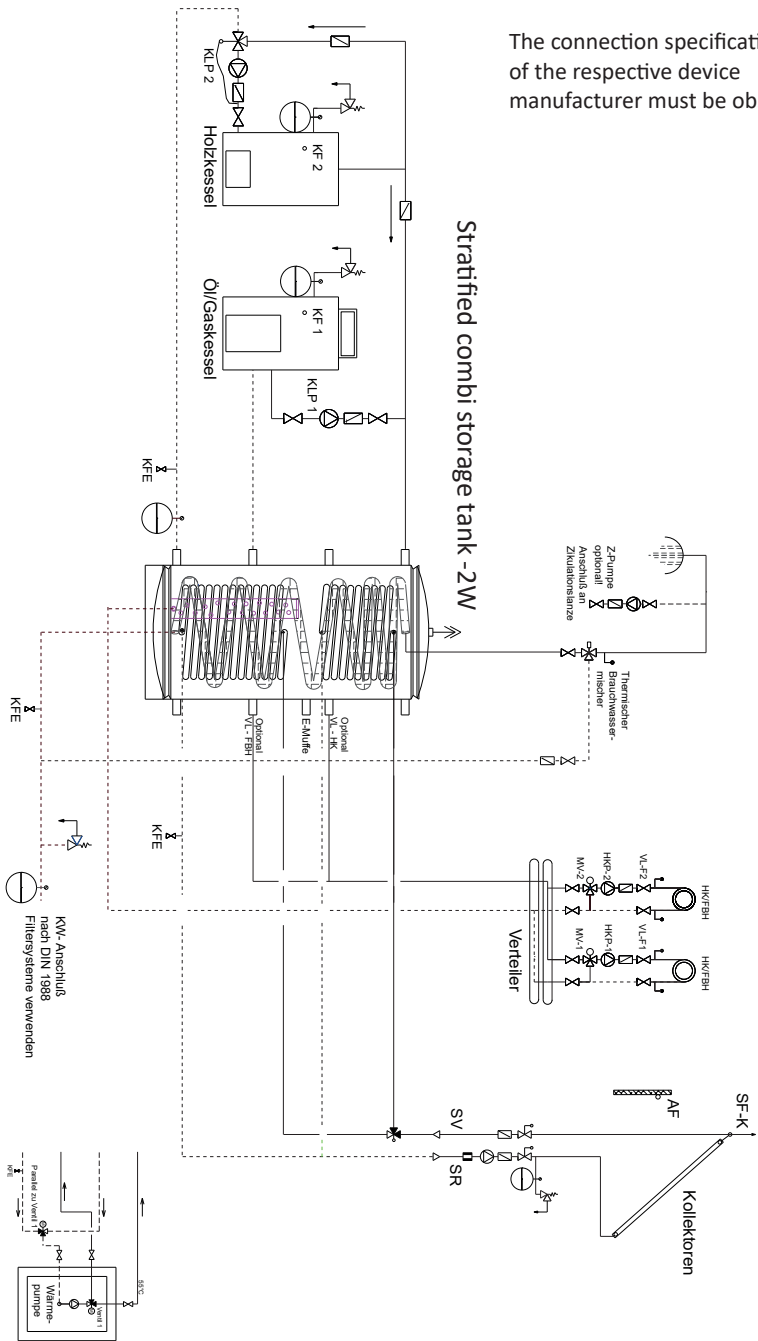 The connection specificati
of the respective device
manufacturer must be ob
Stratified combi storage tank -2W
KLP 2
KF 2
Holzkessel
KF 1
Öl/Gaskessel
KLP 1
KFE
Z-Pumpe
optional!
Anschluß an
Zikulationslanze
Thermischer
Brauchwasser-
mischer
Optional
VL - HK
E-Muffe
Optional
VL - FBH
KFE
KFE
KW- Anschluß
nach DIN 1988
Filtersysteme verwenden
HK/FBH
HK/FBH
VL-F2
HKP-2
MV-2
VL-F1
HKP-1
MV-1
Verteiler
AF
SF-K
SV
SR
Kollektoren
KFE
Parallel zu Ventil 1
55°C
Ventil 1
Wärme-
pumpe